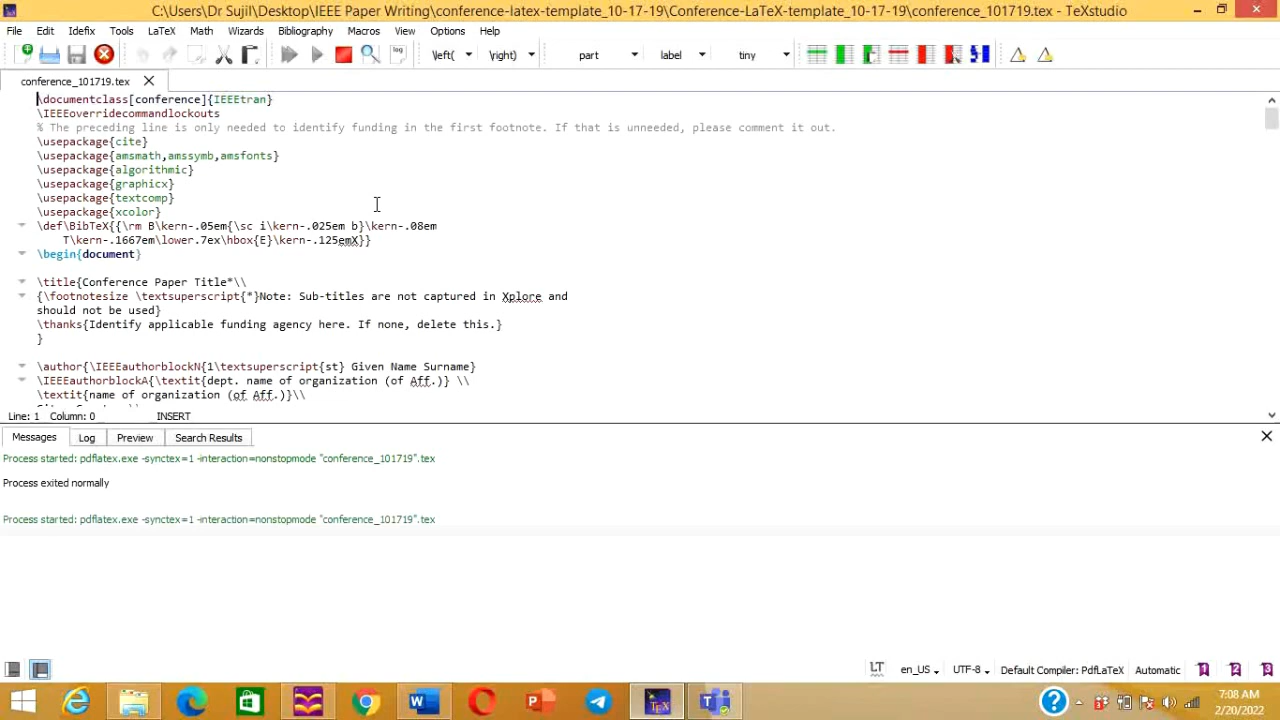 C:\Users\Dr Sujil\Desktop\IEEE Paper Writing\conference-latex-template_10-17-19\Conference-LaTeX-template_10-17-19\conference_101719.tex - TeXstudio
File Edit Idefix Tools LaTeX Math Wizards Bibliography Macros View Options Help
log \left( \right) part label tiny
conference_101719.tex
\documentclass[conference]{IEEEtran}
\IEEEoverridecommandlockouts
% The preceding line is only needed to identify funding in the first footnote. If that is unneeded, please comment it out.
\usepackage{cite}
\usepackage{amsmath,amssymb,amsfonts}
\usepackage{algorithmic}
\usepackage{graphicx}
\usepackage{textcomp}
\usepackage{xcolor}
\def\BibTeX{{\rm B\kern-.05em{\sc i\kern-.025em b}\kern-.08em
T\kern-.1667em\lower.7ex\hbox{E}\kern-.125emX}}
\begin{document}
\title{Conference Paper Title*\\
{\footnotesize \textsuperscript{*}Note: Sub-titles are not captured in Xplore and
should not be used}
\thanks{Identify applicable funding agency here. If none, delete this.}
}
\author{\IEEEauthorblockN{1\textsuperscript{st} Given Name Surname}
\IEEEauthorblockA{\textit{dept. name of organization (of Aff.)} \\
\textit{name of organization (of Aff.)}\\
Line: 1 Column: 0 INSERT
Messages Log Preview Search Results
Process started: pdflatex.exe -synctex=1 -interaction=nonstopmode "conference_101719".tex
Process exited normally
Process started: pdflatex.exe -synctex=1 -interaction=nonstopmode "conference_101719".tex
LT en_US UTF-8 Default Compiler: PdfLaTeX Automatic 1 2 3
7:08 AM
2/20/2022